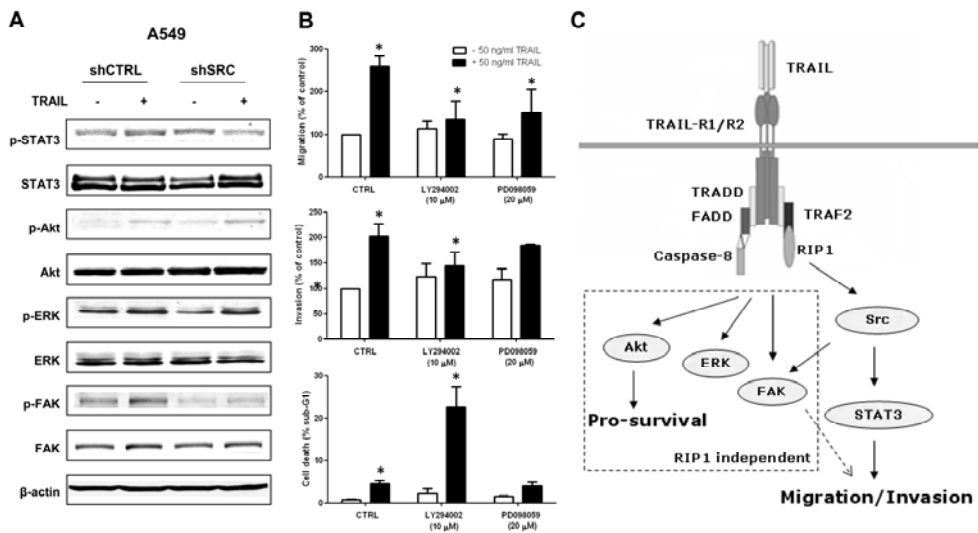 A
A549
shCTRL shSRC
TRAIL - + - +
p-STAT3
STAT3
p-Akt
Akt
p-ERK
ERK
p-FAK
FAK
β-actin
B
- 50 ng/ml TRAIL
+ 50 ng/ml TRAIL
Migration (% of control)
300
200
100
0
* * *
CTRL LY294002 PD098059
(10 µM) (20 µM)
Invasion (% of control)
250
200
150
100
50
0
* * *
CTRL LY294002 PD098059
(10 µM) (20 µM)
Cell death (% sub-G1)
30
20
10
0
* *
CTRL LY294002 PD098059
(10 µM) (20 µM)
C
TRAIL
TRAIL-R1/R2
TRADD
FADD
TRAF2
Caspase-8
RIP1
Src
Akt
ERK
FAK
STAT3
Pro-survival
RIP1 independent
Migration/Invasion